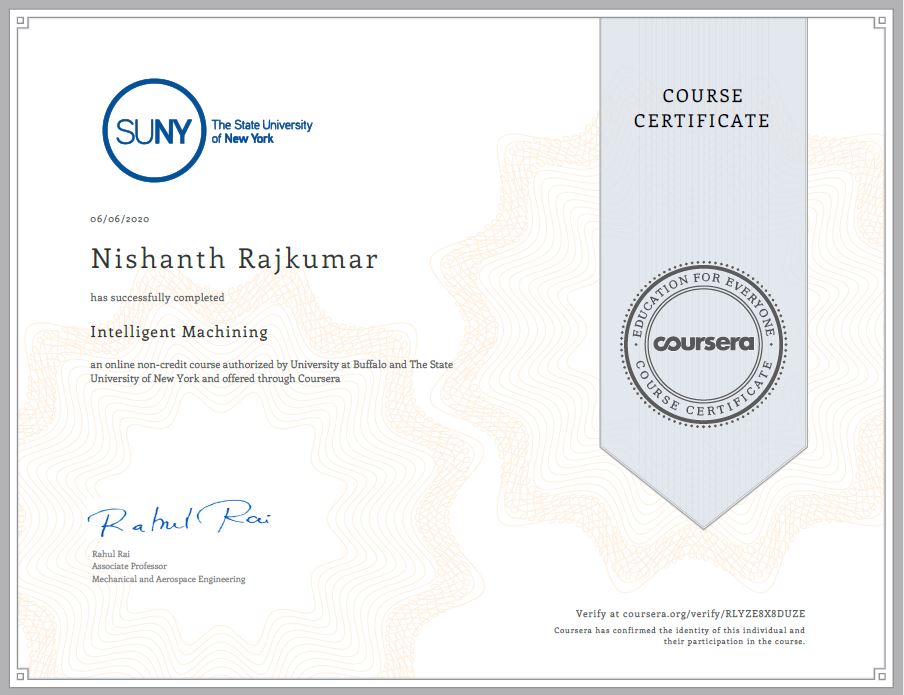 SUNY
The State University
of New York
COURSE
CERTIFICATE
06/06/2020
Nishanth Rajkumar
has successfully completed
Intelligent Machining
an online non-credit course authorized by University at Buffalo and The State
University of New York and offered through Coursera
EDUCATION FOR EVERYONE
coursera
COURSE CERTIFICATE
Rahul Rai
Rahul Rai
Associate Professor
Mechanical and Aerospace Engineering
Verify at coursera.org/verify/RLYZE8X8DUZE
Coursera has confirmed the identity of this individual and
their participation in the course.